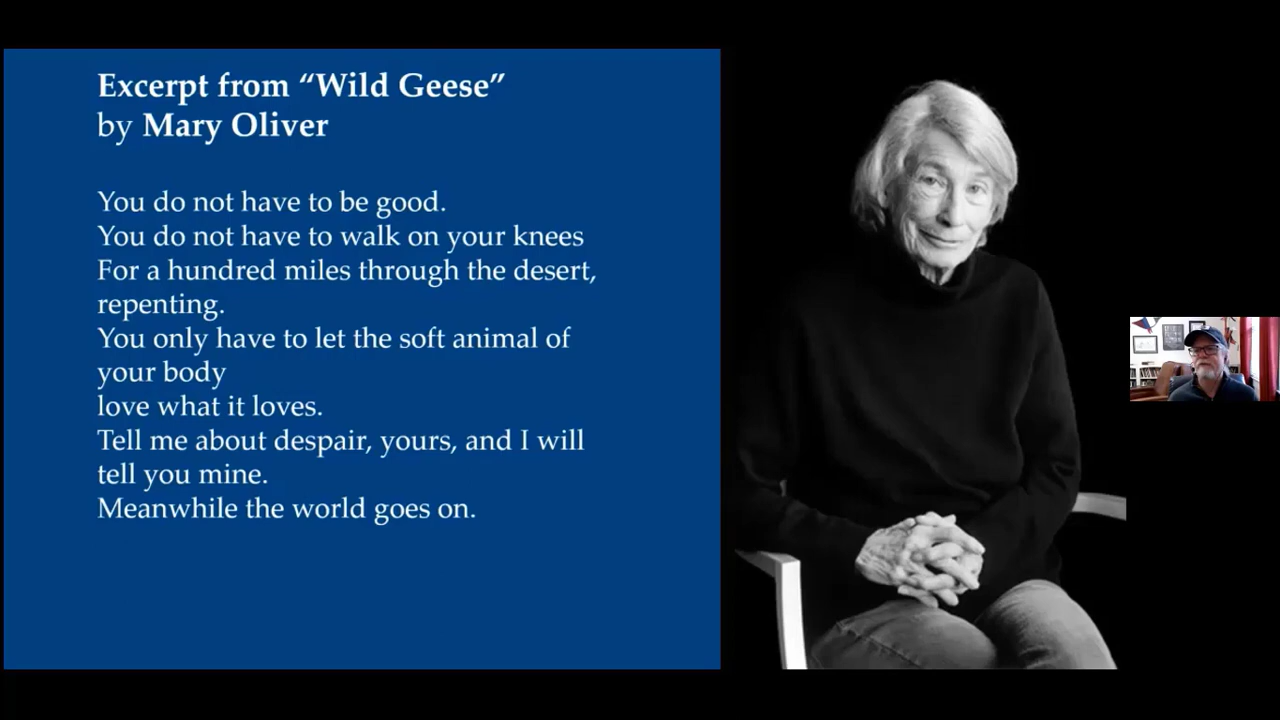 Excerpt from “Wild Geese”
by Mary Oliver
You do not have to be good.
You do not have to walk on your knees
For a hundred miles through the desert,
repenting.
You only have to let the soft animal of
your body
love what it loves.
Tell me about despair, yours, and I will
tell you mine.
Meanwhile the world goes on.